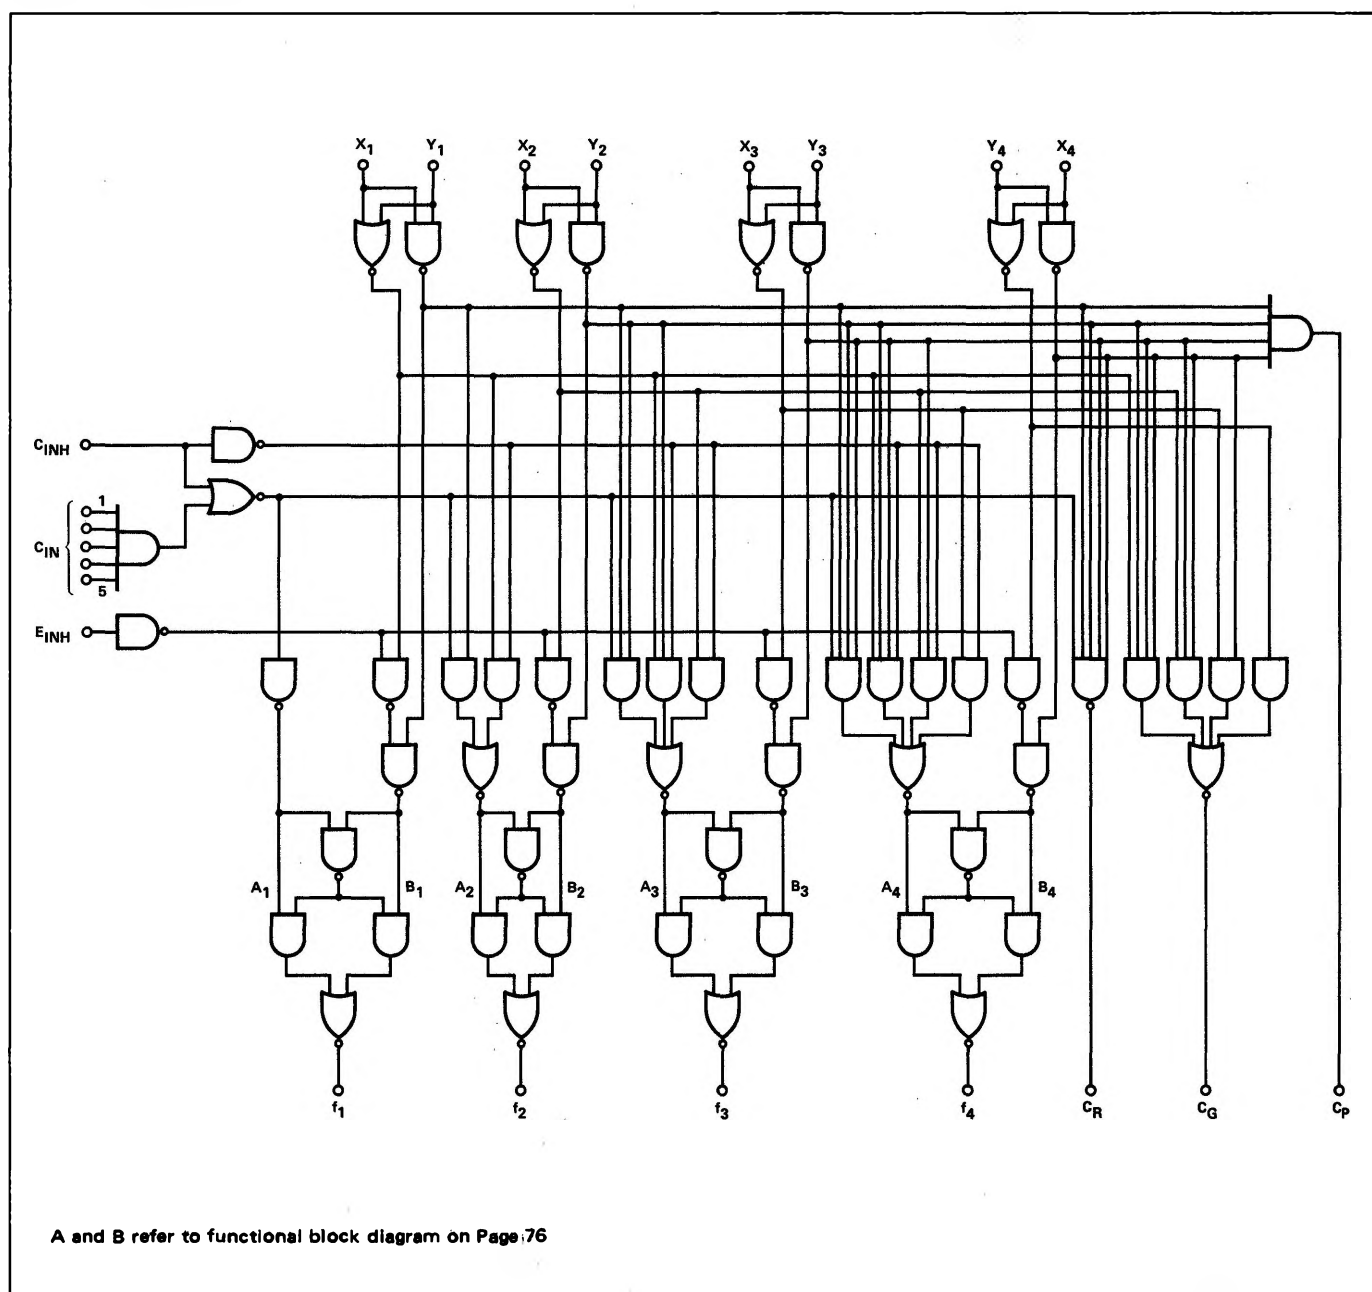 X1 Y1 X2 Y2 X3 Y3 Y4 X4
CINH
1
CIN
5
EINH
A1 B1 A2 B2 A3 B3 A4 B4
f1 f2 f3 f4 CR CG CP
A and B refer to functional block diagram on Page 76